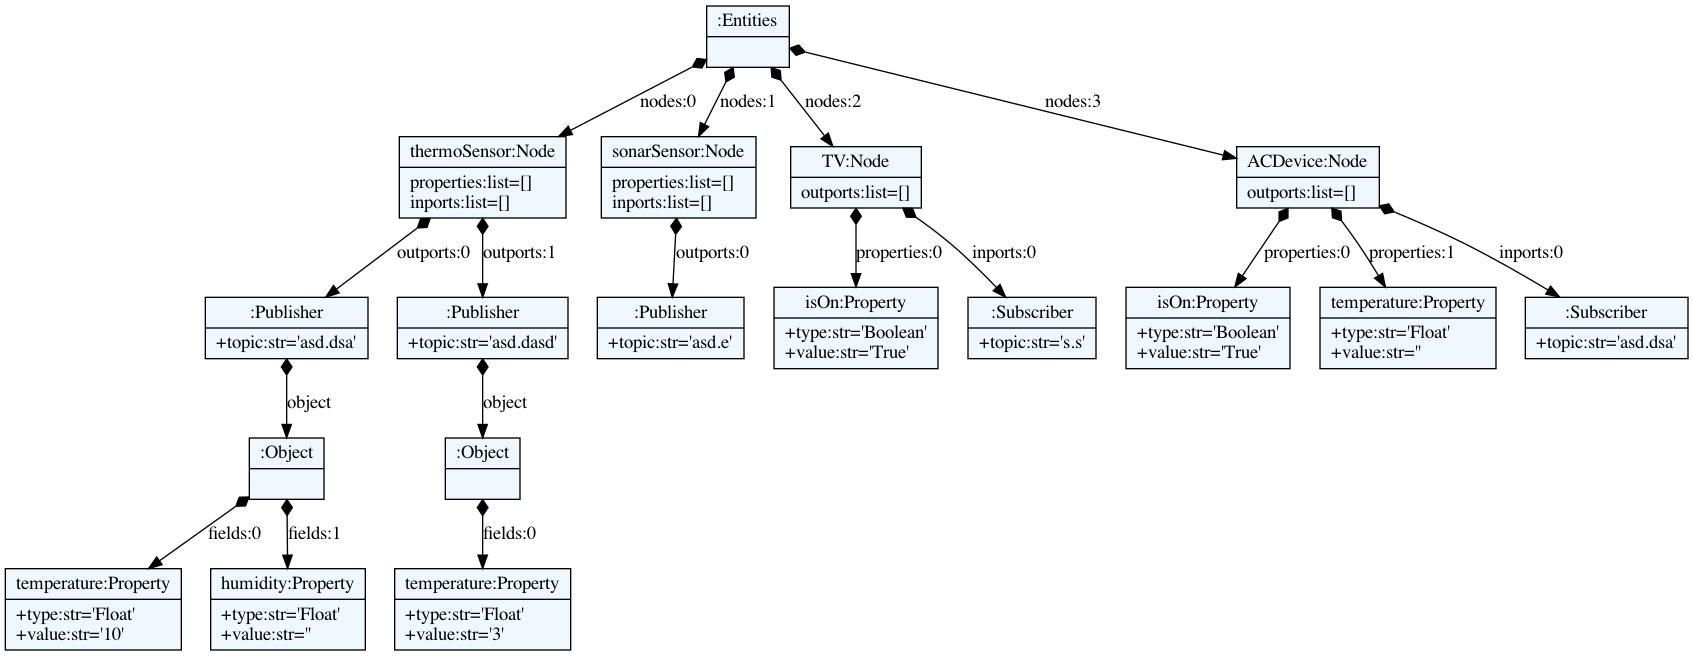 :Entities
nodes:0
nodes:1
nodes:2
nodes:3
thermoSensor:Node
properties:list=[]
inports:list=[]
sonarSensor:Node
properties:list=[]
inports:list=[]
TV:Node
outports:list=[]
ACDevice:Node
outports:list=[]
outports:0
outports:1
outports:0
properties:0
inports:0
properties:0
properties:1
inports:0
:Publisher
+topic:str='asd.dsa'
:Publisher
+topic:str='asd.dasd'
:Publisher
+topic:str='asd.e'
isOn:Property
+type:str='Boolean'
+value:str='True'
:Subscriber
+topic:str='s.s'
isOn:Property
+type:str='Boolean'
+value:str='True'
temperature:Property
+type:str='Float'
+value:str=''
:Subscriber
+topic:str='asd.dsa'
object
object
:Object
:Object
fields:0
fields:1
fields:0
temperature:Property
+type:str='Float'
+value:str='10'
humidity:Property
+type:str='Float'
+value:str=''
temperature:Property
+type:str='Float'
+value:str='3'